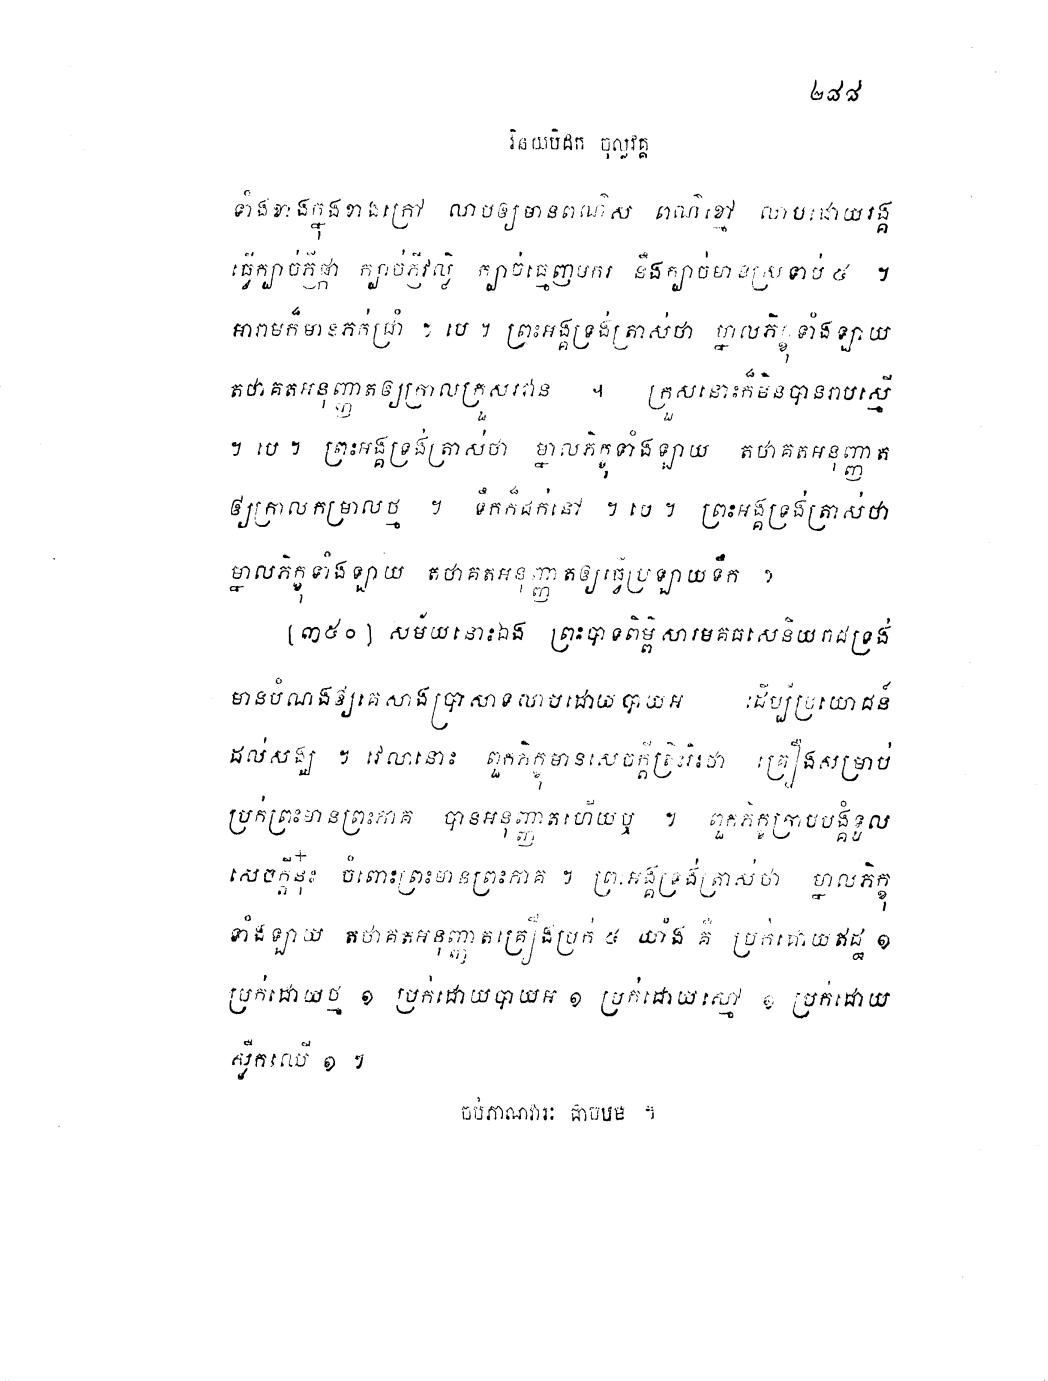 ២៨៨
វិនយបិដក ចុល្លវគ្គ
ទាំងខាងក្នុងខាងក្រៅ លាបឲ្យមានពណ៌ស ពណ៌ខ្មៅ លាបដោយវង្គ
ធ្វើក្បាច់ភ្ញីផ្កា ក្បាច់ភ្ញីវល្លិ ក្បាច់ធ្មេញមករ នឹងក្បាច់មានស្រទាប់ ៥ ។
អារាមក៏មានភក់ជ្រាំ ។ បេ ។ ព្រះអង្គទ្រង់ត្រាស់ថា ម្នាលភិក្ខុទាំងឡាយ
តថាគតអនុញ្ញាតឲ្យក្រាលក្រួសរវាន ។ ក្រួសនោះក៏មិនបានរាបស្មើ
។ បេ ។ ព្រះអង្គទ្រង់ត្រាស់ថា ម្នាលភិក្ខុទាំងឡាយ តថាគតអនុញ្ញាត
ឲ្យក្រាលកម្រាលថ្ម ។ ទឹកក៏ដក់នៅ ។ បេ ។ ព្រះអង្គទ្រង់ត្រាស់ថា
ម្នាលភិក្ខុទាំងឡាយ តថាគតអនុញ្ញាតឲ្យធ្វើប្រឡាយទឹក ។
[៣៥០] សម័យនោះឯង ព្រះបាទពិម្ពិសារមគធសេនិយរាជទ្រង់
មានបំណងឱ្យគេសាងប្រាសាទលាបដោយបាយអ ដើម្បីប្រយោជន៍
ដល់សង្ឃ ។ វេលានោះ ពួកភិក្ខុមានសេចក្តីត្រិះរិះថា គ្រឿងសម្រាប់
ប្រក់ព្រះមានព្រះភាគ បានអនុញ្ញាតហើយឬ ។ ពួកភិក្ខុក្រាបបង្គំទូល
សេចក្តីនុ៎ះ ចំពោះព្រះមានព្រះភាគ ។ ព្រះអង្គទ្រង់ត្រាស់ថា ម្នាលភិក្ខុ
ទាំងឡាយ តថាគតអនុញ្ញាតគ្រឿងប្រក់ ៥ យ៉ាង គឺ ប្រក់ដោយឥដ្ឋ ១
ប្រក់ដោយថ្ម ១ ប្រក់ដោយបាយអ ១ ប្រក់ដោយស្មៅ ១ ប្រក់ដោយ
ស្លឹកឈើ ១ ។
ចប់ភាណវារៈ ជាបឋម ។